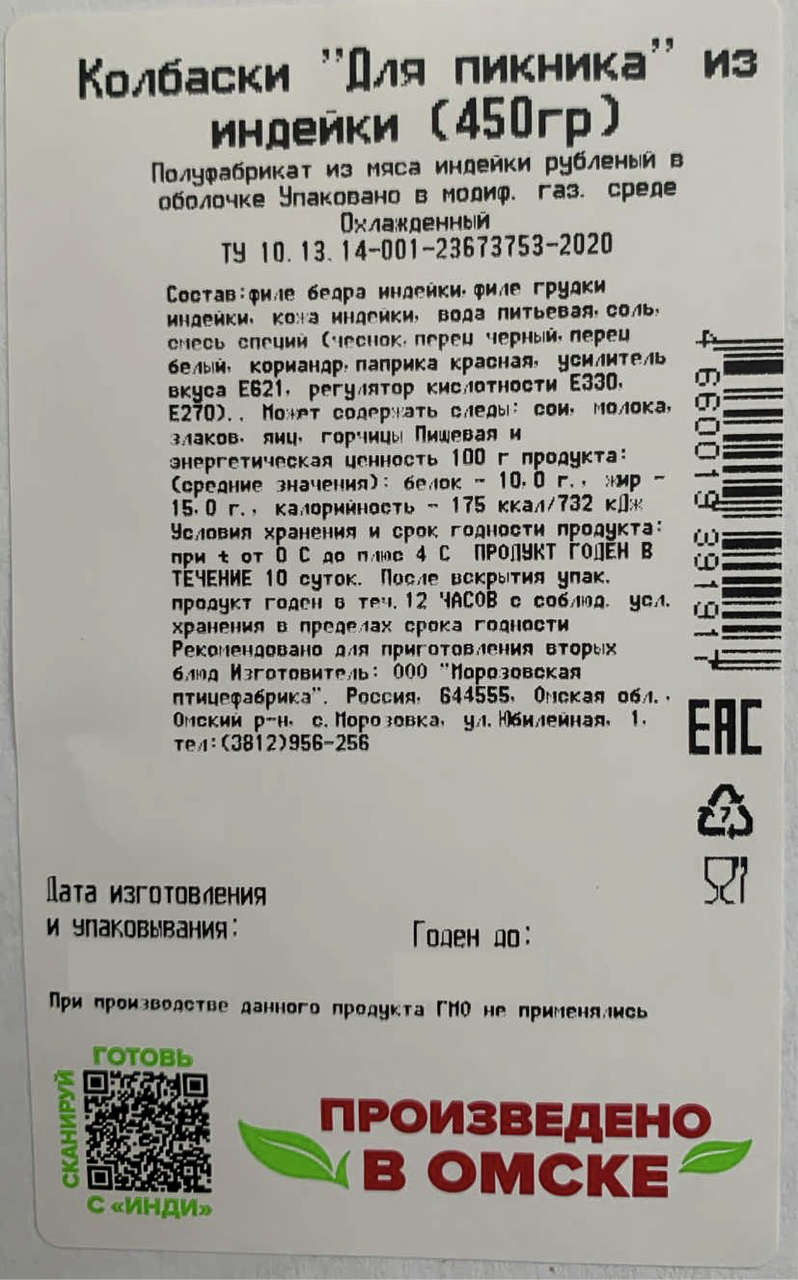 Колбаски "Для пикника" из
индейки (450гр)
Полуфабрикат из мяса индейки рубленый в
оболочке Упаковано в модиф. газ. среде
Охлажденный
ТУ 10.13.14-001-23673753-2020
Состав:филе бедра индейки, филе грудки
индейки, кожа индейки, вода питьевая, соль,
смесь специй (чеснок, перец черный, перец
белый, кориандр, паприка красная, усилитель
вкуса Е621, регулятор кислотности Е330,
Е270).. Может содержать следы: сои, молока,
злаков, яиц, горчицы Пищевая и
энергетическая ценность 100 г продукта:
(средние значения): белок - 10,0 г., жир -
15,0 г., калорийность - 175 ккал/732 кДж
Условия хранения и срок годности продукта:
при t от 0 С до плюс 4 С ПРОДУКТ ГОДЕН В
ТЕЧЕНИЕ 10 суток. После вскрытия упак.
продукт годен в теч. 12 ЧАСОВ с соблюд. усл.
хранения в пределах срока годности
Рекомендовано для приготовления вторых
блюд Изготовитель: ООО "Морозовская
птицефабрика". Россия, 644555, Омская обл.,
Омский р-н, с. Морозовка, ул. Юбилейная, 1,
тел:(3812)956-256
4 660019 391917
ЕАС
7
Дата изготовления
и упаковывания:
Годен до:
При производстве данного продукта ГМО не применялись
ГОТОВЬ
СКАНИРУЙ
С «ИНДИ»
ПРОИЗВЕДЕНО
В ОМСКЕ